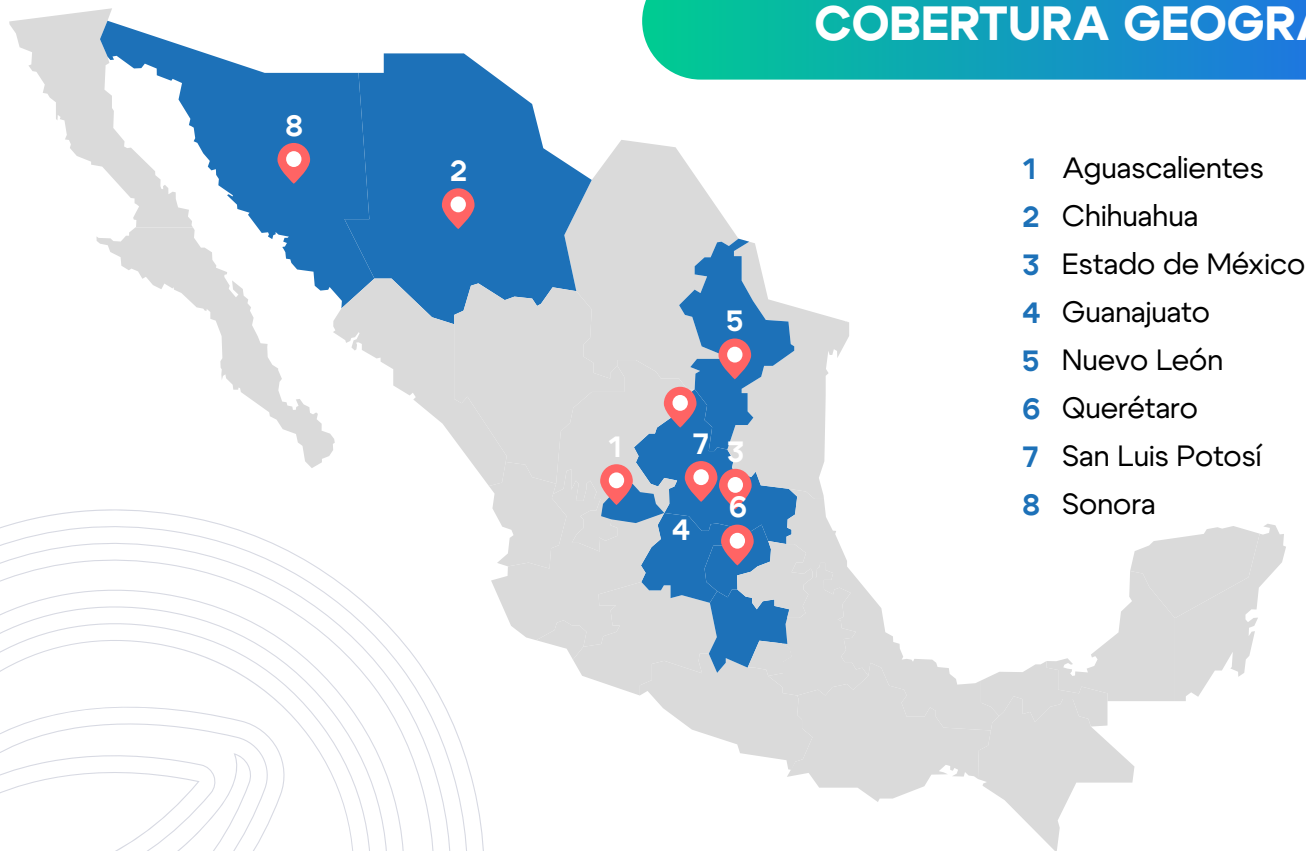 COBERTURA GEOGRA
8
2
5
7
3
1
6
4
1 Aguascalientes
2 Chihuahua
3 Estado de México
4 Guanajuato
5 Nuevo León
6 Querétaro
7 San Luis Potosí
8 Sonora